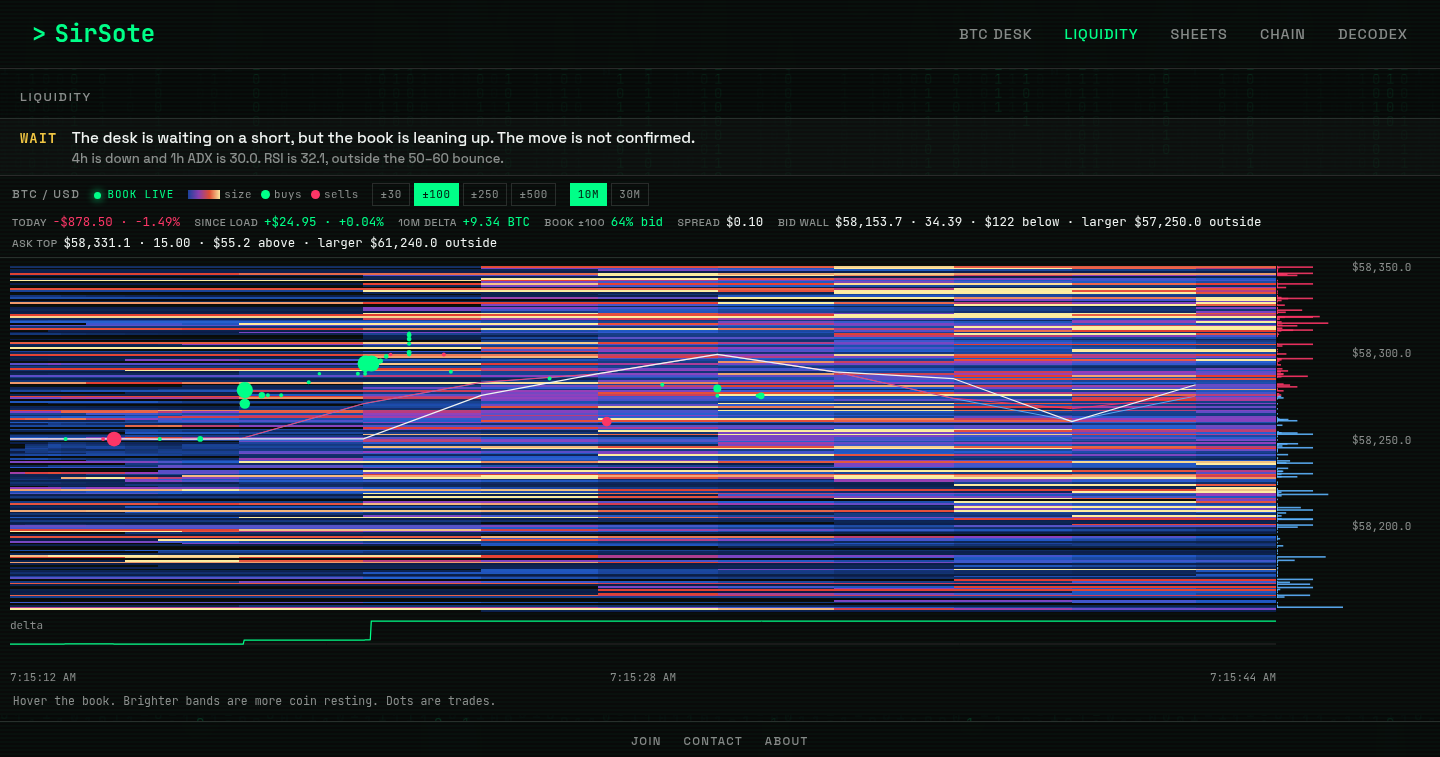 > SirSote
BTC DESK LIQUIDITY SHEETS CHAIN DECODEX
LIQUIDITY
WAIT The desk is waiting on a short, but the book is leaning up. The move is not confirmed.
4h is down and 1h ADX is 30.0. RSI is 32.1, outside the 50–60 bounce.
BTC / USD BOOK LIVE size buys sells ±30 ±100 ±250 ±500 10M 30M
TODAY -$878.50 · -1.49% SINCE LOAD +$24.95 · +0.04% 10M DELTA +9.34 BTC BOOK ±100 64% bid SPREAD $0.10 BID WALL $58,153.7 · 34.39 · $122 below · larger $57,250.0 outside
ASK TOP $58,331.1 · 15.00 · $55.2 above · larger $61,240.0 outside
$58,350.0
$58,300.0
$58,250.0
$58,200.0
delta
7:15:12 AM 7:15:28 AM 7:15:44 AM
Hover the book. Brighter bands are more coin resting. Dots are trades.
JOIN CONTACT ABOUT